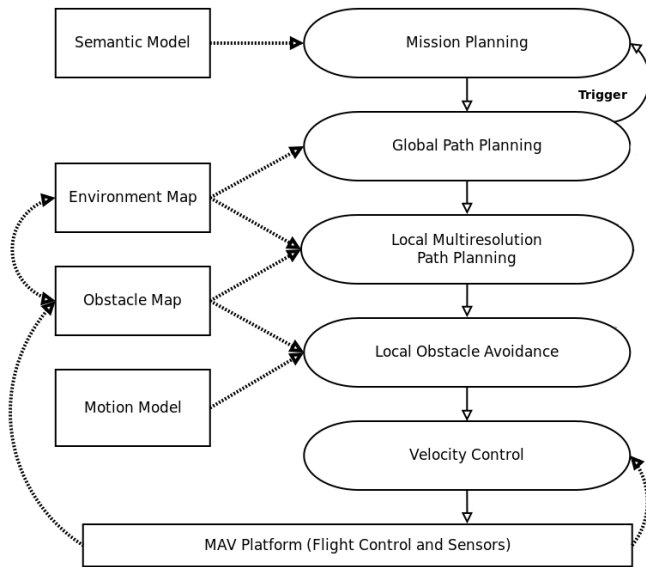 Semantic Model
Mission Planning
Trigger
Global Path Planning
Environment Map
Local Multiresolution
Path Planning
Obstacle Map
Local Obstacle Avoidance
Motion Model
Velocity Control
MAV Platform (Flight Control and Sensors)